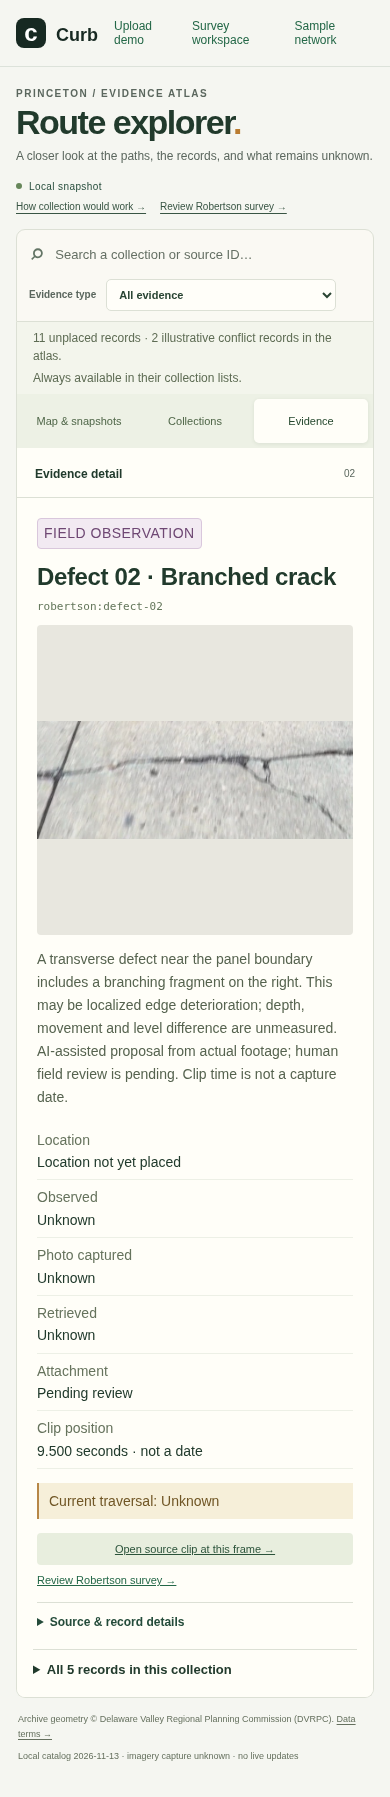 c Curb
Upload demo
Survey workspace
Sample network
PRINCETON / EVIDENCE ATLAS
Route explorer.
A closer look at the paths, the records, and what remains unknown.
Local snapshot
How collection would work →
Review Robertson survey →
Search a collection or source ID…
Evidence type
All evidence
11 unplaced records · 2 illustrative conflict records in the
atlas.
Always available in their collection lists.
Map & snapshots
Collections
Evidence
Evidence detail
02
FIELD OBSERVATION
Defect 02 · Branched crack
robertson:defect-02
A transverse defect near the panel boundary
includes a branching fragment on the right. This
may be localized edge deterioration; depth,
movement and level difference are unmeasured.
AI-assisted proposal from actual footage; human
field review is pending. Clip time is not a capture
date.
Location
Location not yet placed
Observed
Unknown
Photo captured
Unknown
Retrieved
Unknown
Attachment
Pending review
Clip position
9.500 seconds · not a date
Current traversal: Unknown
Open source clip at this frame →
Review Robertson survey →
Source & record details
All 5 records in this collection
Archive geometry © Delaware Valley Regional Planning Commission (DVRPC). Data
terms →
Local catalog 2026-11-13 · imagery capture unknown · no live updates